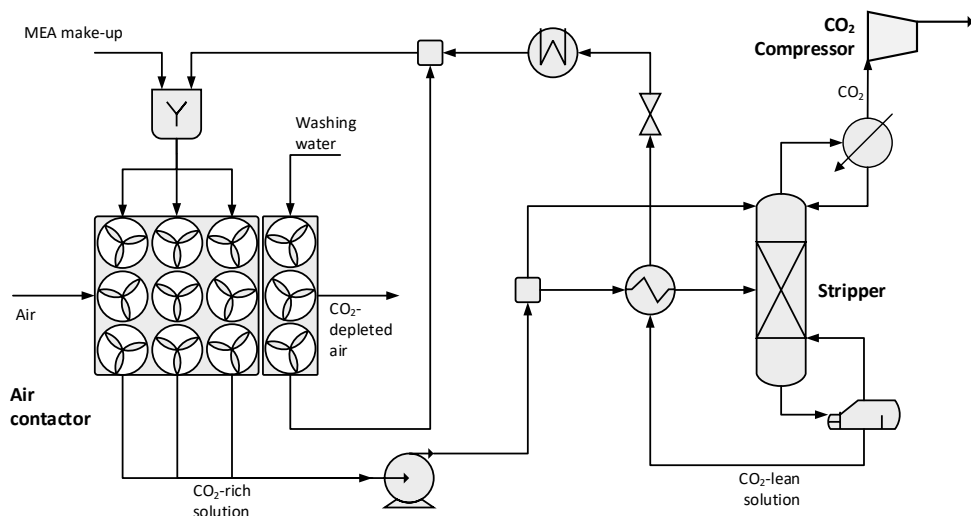 MEA make-up
CO₂
Compressor
CO₂
Washing
water
Air
CO₂-
depleted
air
Stripper
Air
contactor
CO₂-rich
solution
CO₂-lean
solution